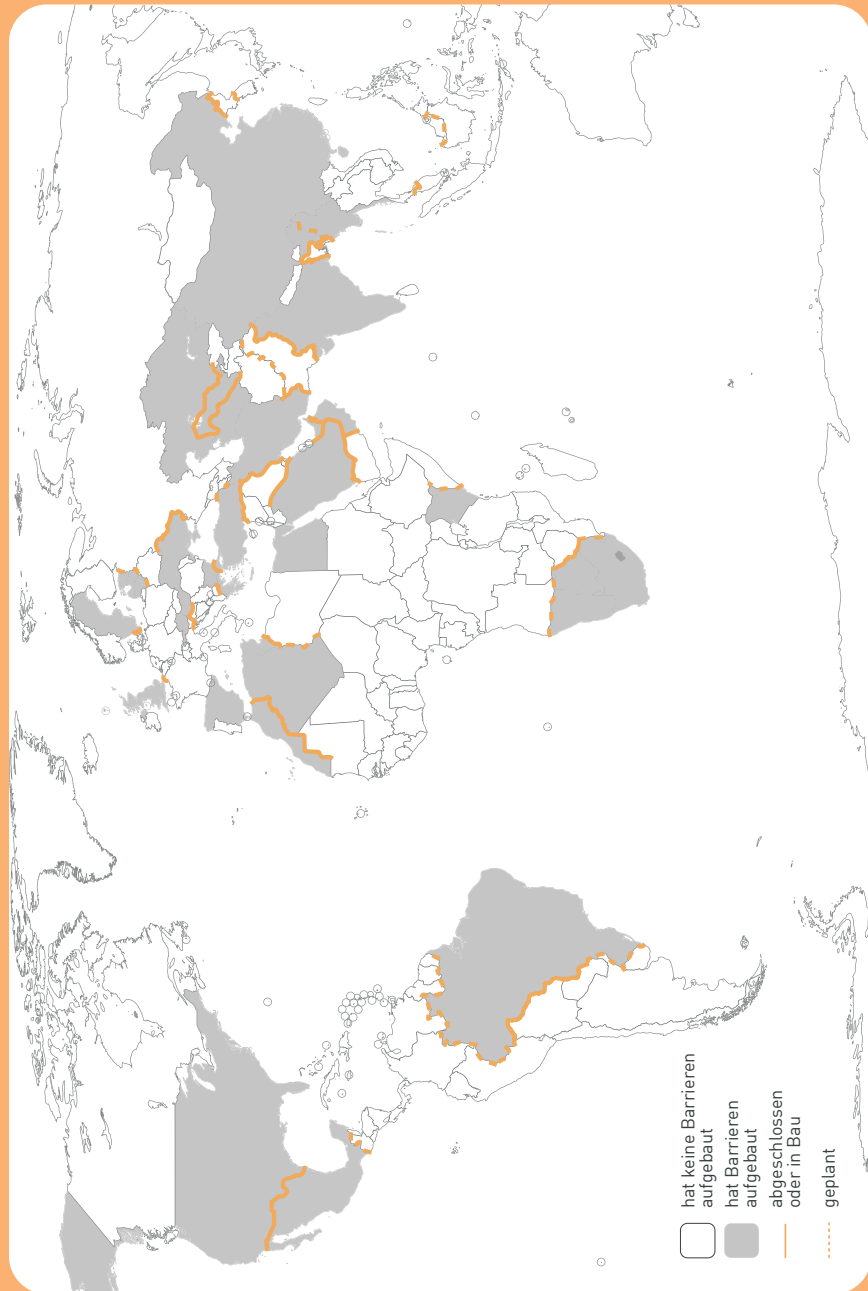 hat keine Barrieren
aufgebaut
hat Barrieren
aufgebaut
abgeschlossen
oder in Bau
geplant